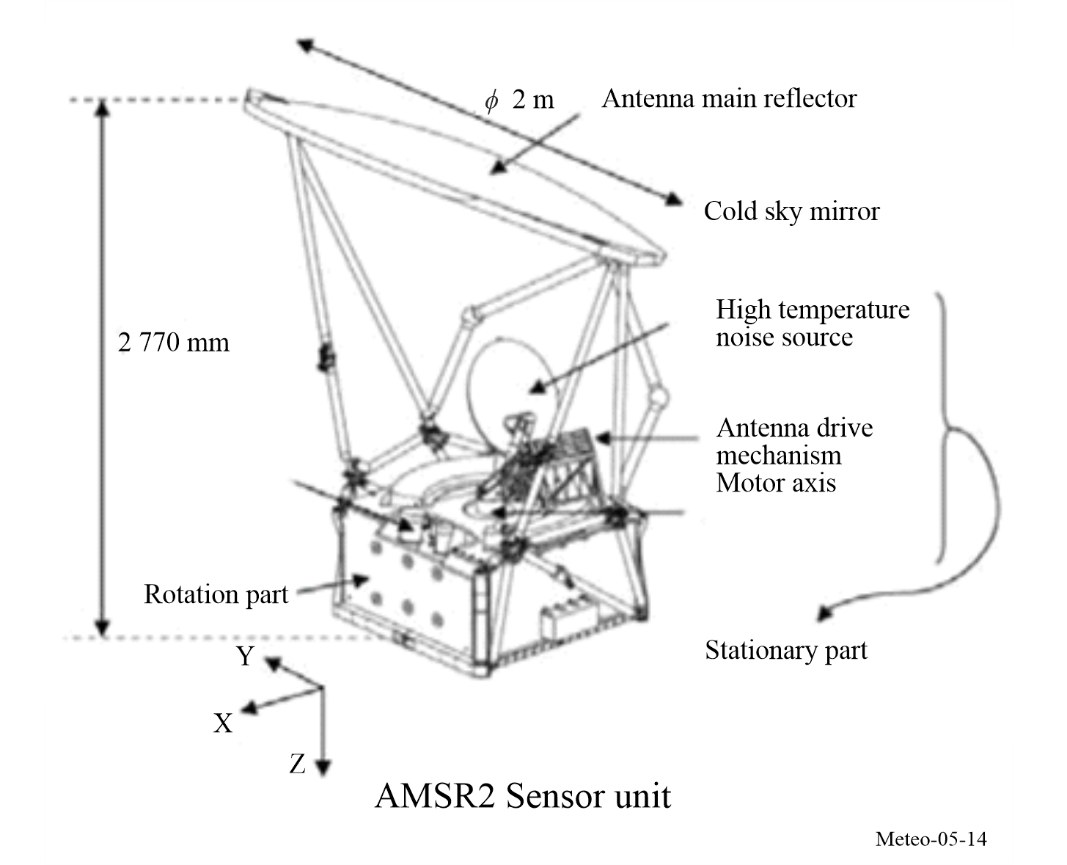 ϕ 2 m
Antenna main reflector
Cold sky mirror
High temperature
noise source
2 770 mm
Antenna drive
mechanism
Motor axis
Rotation part
Stationary part
Y
X
Z
AMSR2 Sensor unit
Meteo-05-14